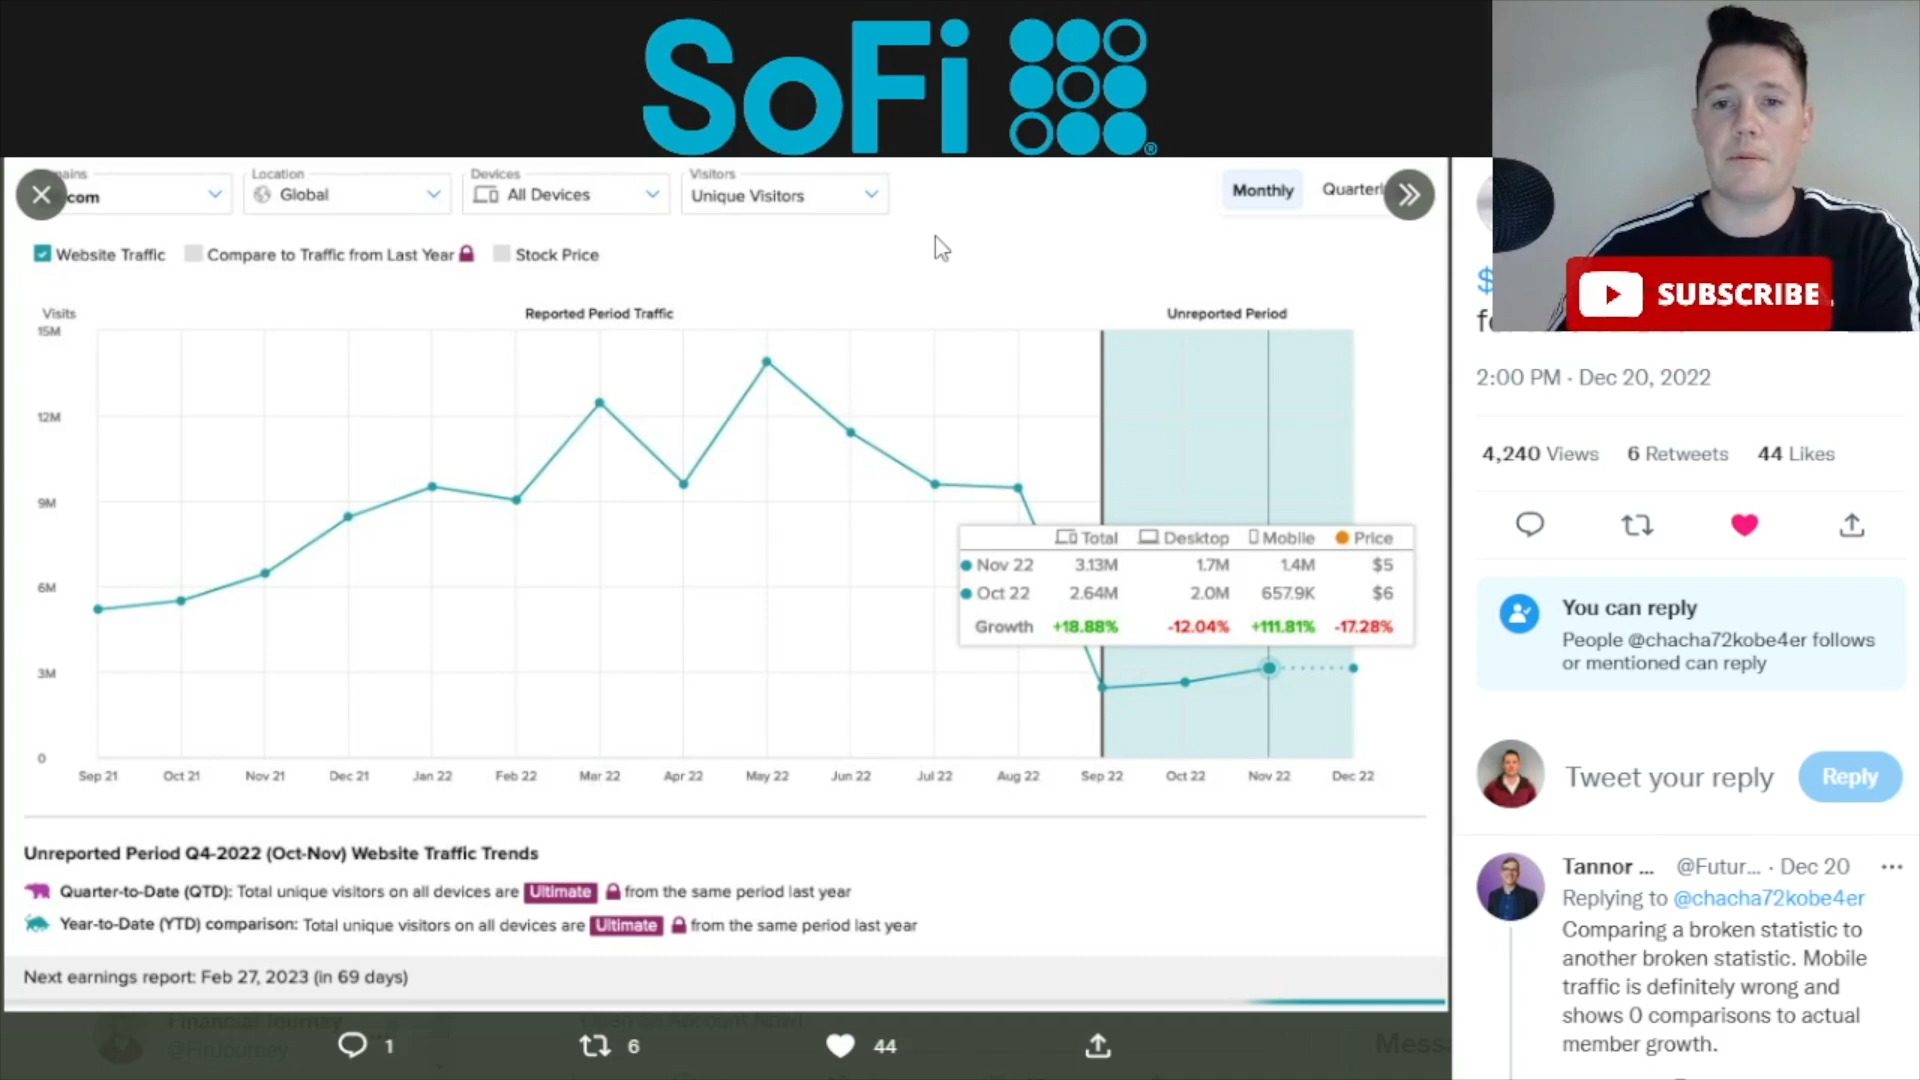 SoFi
®
mains
com
Location
Global
Devices
All Devices
Visitors
Unique Visitors
Monthly
Quarterl
Website Traffic
Compare to Traffic from Last Year
Stock Price
Visits
Reported Period Traffic
Unreported Period
15M
12M
9M
6M
3M
0
Total Desktop Mobile Price
Nov 22 3.13M 1.7M 1.4M $5
Oct 22 2.64M 2.0M 657.9K $6
Growth +18.88% -12.04% +111.81% -17.28%
Sep 21 Oct 21 Nov 21 Dec 21 Jan 22 Feb 22 Mar 22 Apr 22 May 22 Jun 22 Jul 22 Aug 22 Sep 22 Oct 22 Nov 22 Dec 22
Unreported Period Q4-2022 (Oct-Nov) Website Traffic Trends
Quarter-to-Date (QTD): Total unique visitors on all devices are Ultimate from the same period last year
Year-to-Date (YTD) comparison: Total unique visitors on all devices are Ultimate from the same period last year
Next earnings report: Feb 27, 2023 (in 69 days)
Financial Journey
@FinJourney
1
6
44
Mess
SUBSCRIBE
$
fo
2:00 PM · Dec 20, 2022
4,240 Views 6 Retweets 44 Likes
You can reply
People @chacha72kobe4er follows
or mentioned can reply
Tweet your reply
Reply
Tannor ... @Futur... · Dec 20
Replying to @chacha72kobe4er
Comparing a broken statistic to
another broken statistic. Mobile
traffic is definitely wrong and
shows 0 comparisons to actual
member growth.